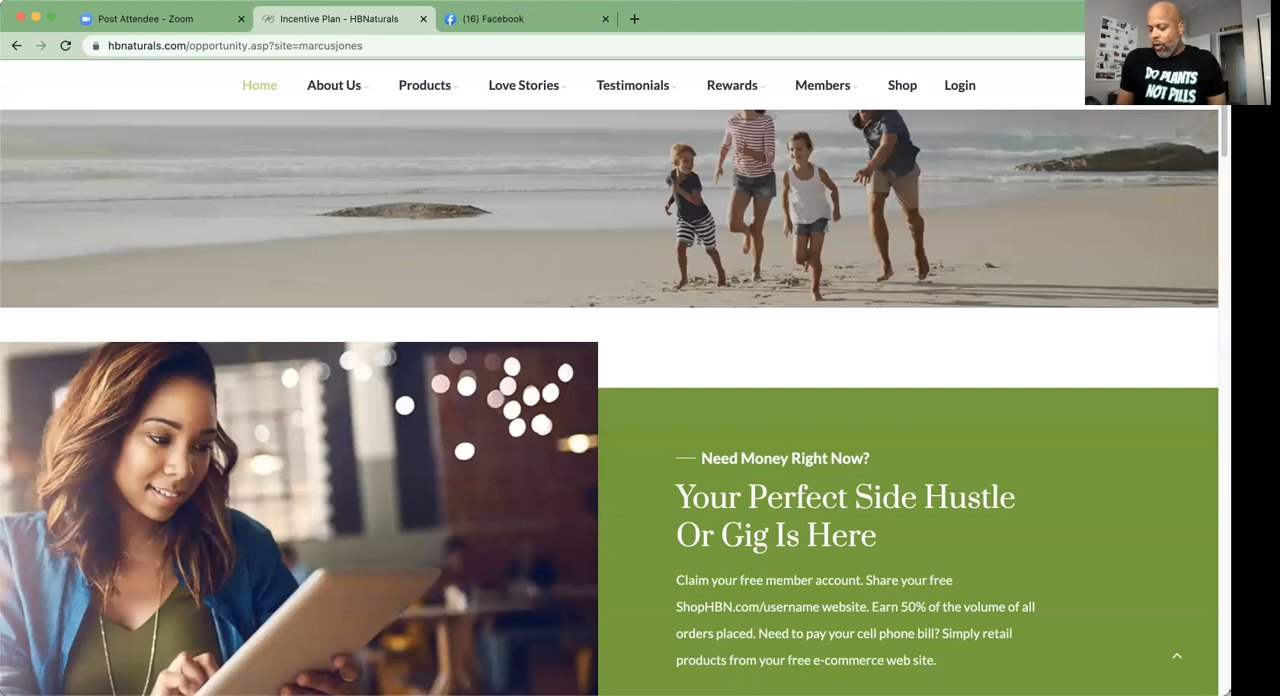 Post Attendee - Zoom
Incentive Plan - HBNaturals
(16) Facebook
hbnaturals.com/opportunity.asp?site=marcusjones
DO PLANTS
NOT PILLS
Home About Us Products Love Stories Testimonials Rewards Members Shop Login
Need Money Right Now?
Your Perfect Side Hustle
Or Gig Is Here
Claim your free member account. Share your free
ShopHBN.com/username website. Earn 50% of the volume of all
orders placed. Need to pay your cell phone bill? Simply retail
products from your free e-commerce web site.